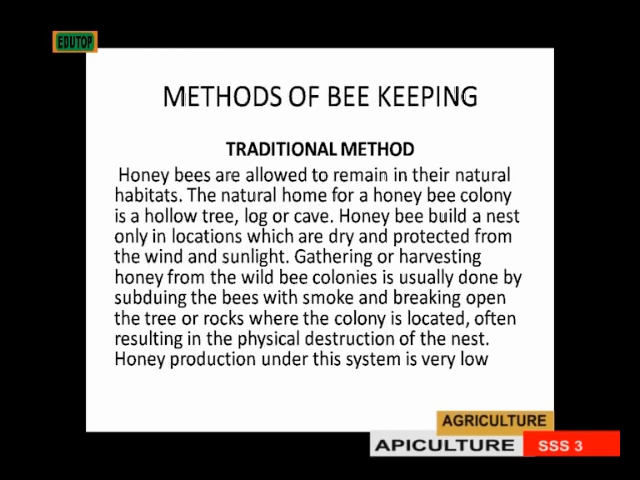 EDUTOP
METHODS OF BEE KEEPING
TRADITIONAL METHOD
Honey bees are allowed to remain in their natural
habitats. The natural home for a honey bee colony
is a hollow tree, log or cave. Honey bee build a nest
only in locations which are dry and protected from
the wind and sunlight. Gathering or harvesting
honey from the wild bee colonies is usually done by
subduing the bees with smoke and breaking open
the tree or rocks where the colony is located, often
resulting in the physical destruction of the nest.
Honey production under this system is very low
AGRICULTURE
APICULTURE SSS 3